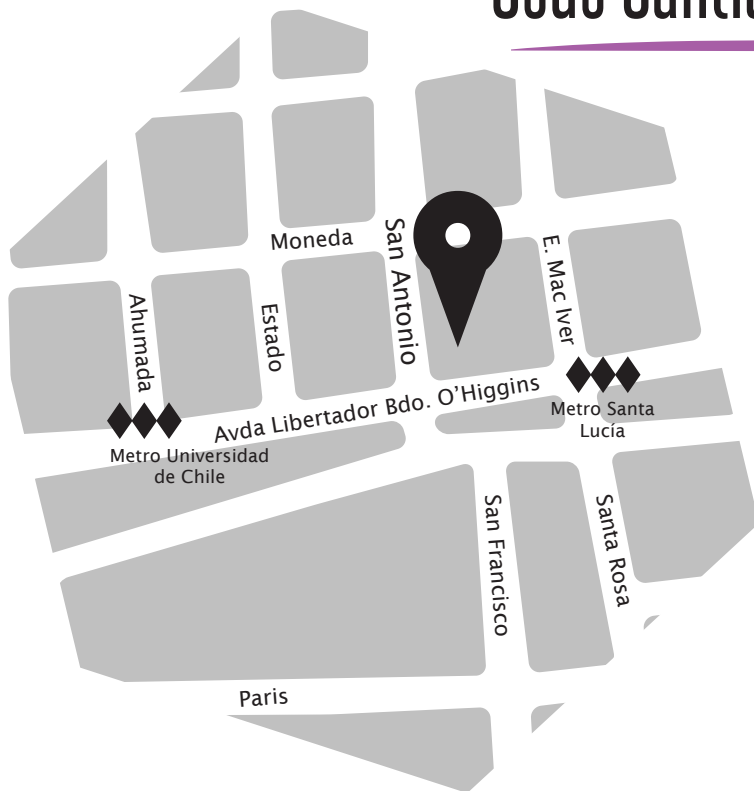 Moneda
San Antonio
E. Mac Iver
Ahumada
Estado
Avda Libertador Bdo. O’Higgins
Metro Santa
Lucía
Metro Universidad
de Chile
San Francisco
Santa Rosa
Paris